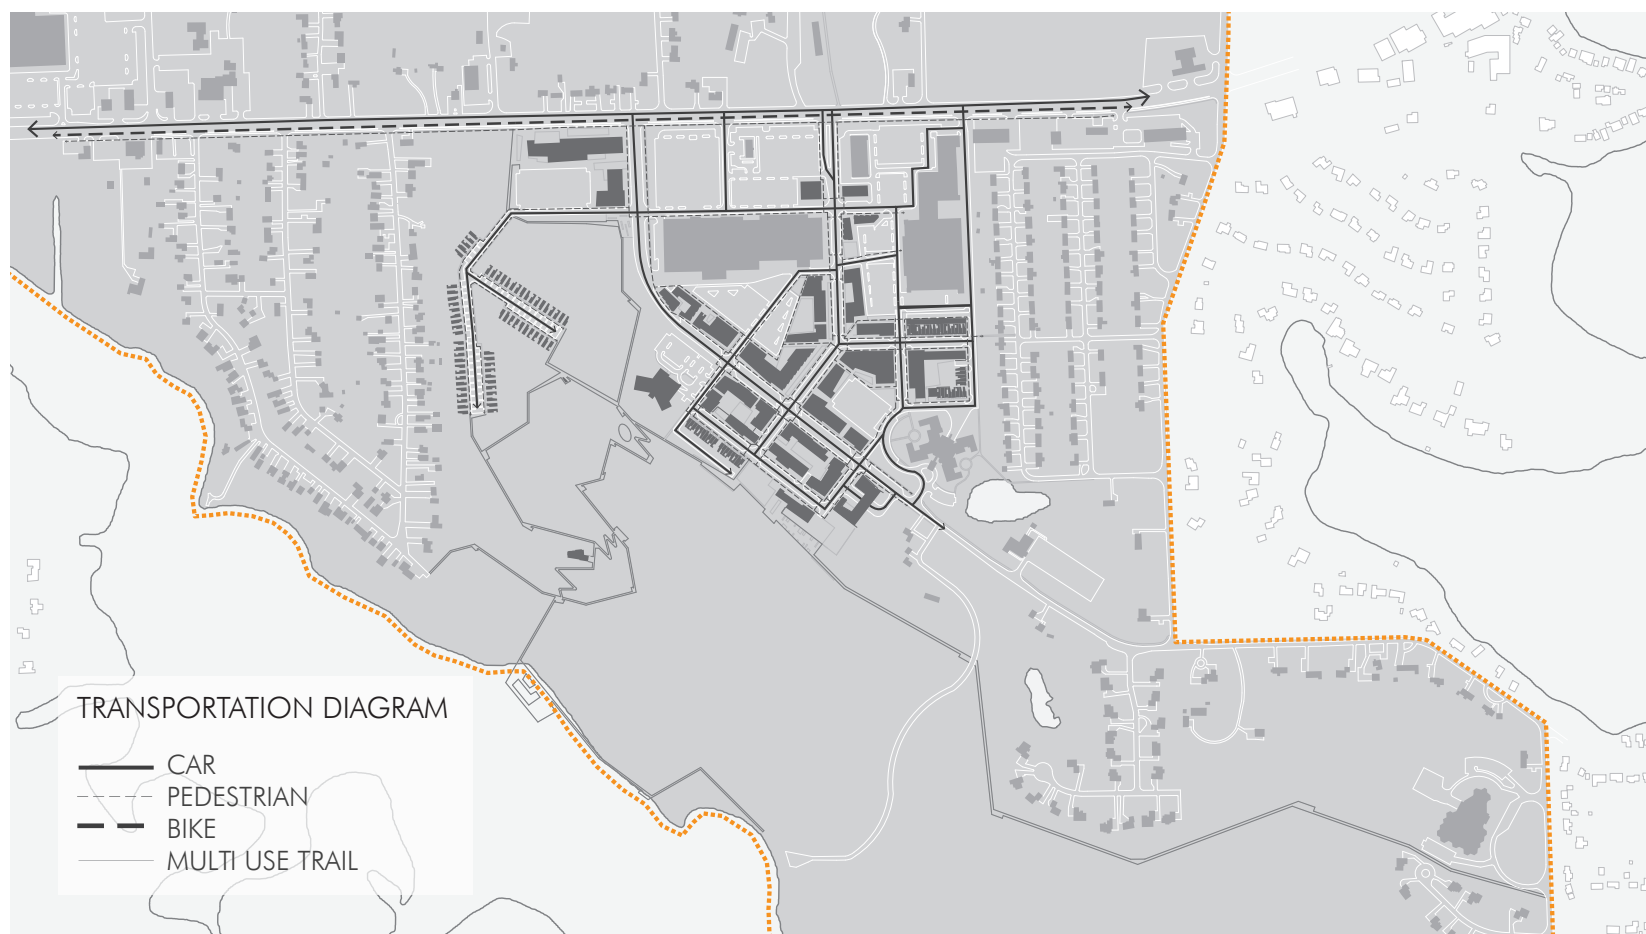 TRANSPORTATION DIAGRAM
CAR
PEDESTRIAN
BIKE
MULTI USE TRAIL